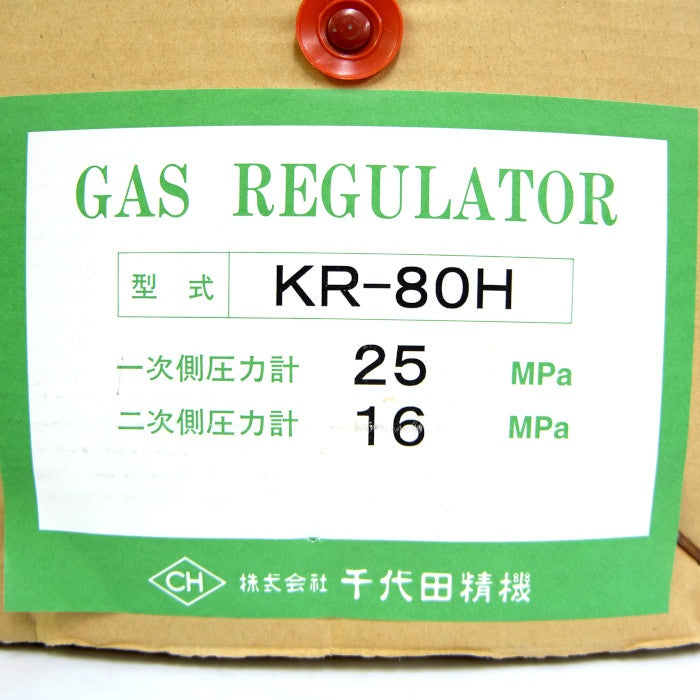 GAS REGULATOR
型式 KR-80H
一次側圧力計 25 MPa
二次側圧力計 16 MPa
CH 株式会社 千代田精機